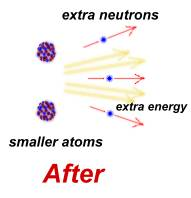 extra neutrons
extra energy
smaller atoms
After